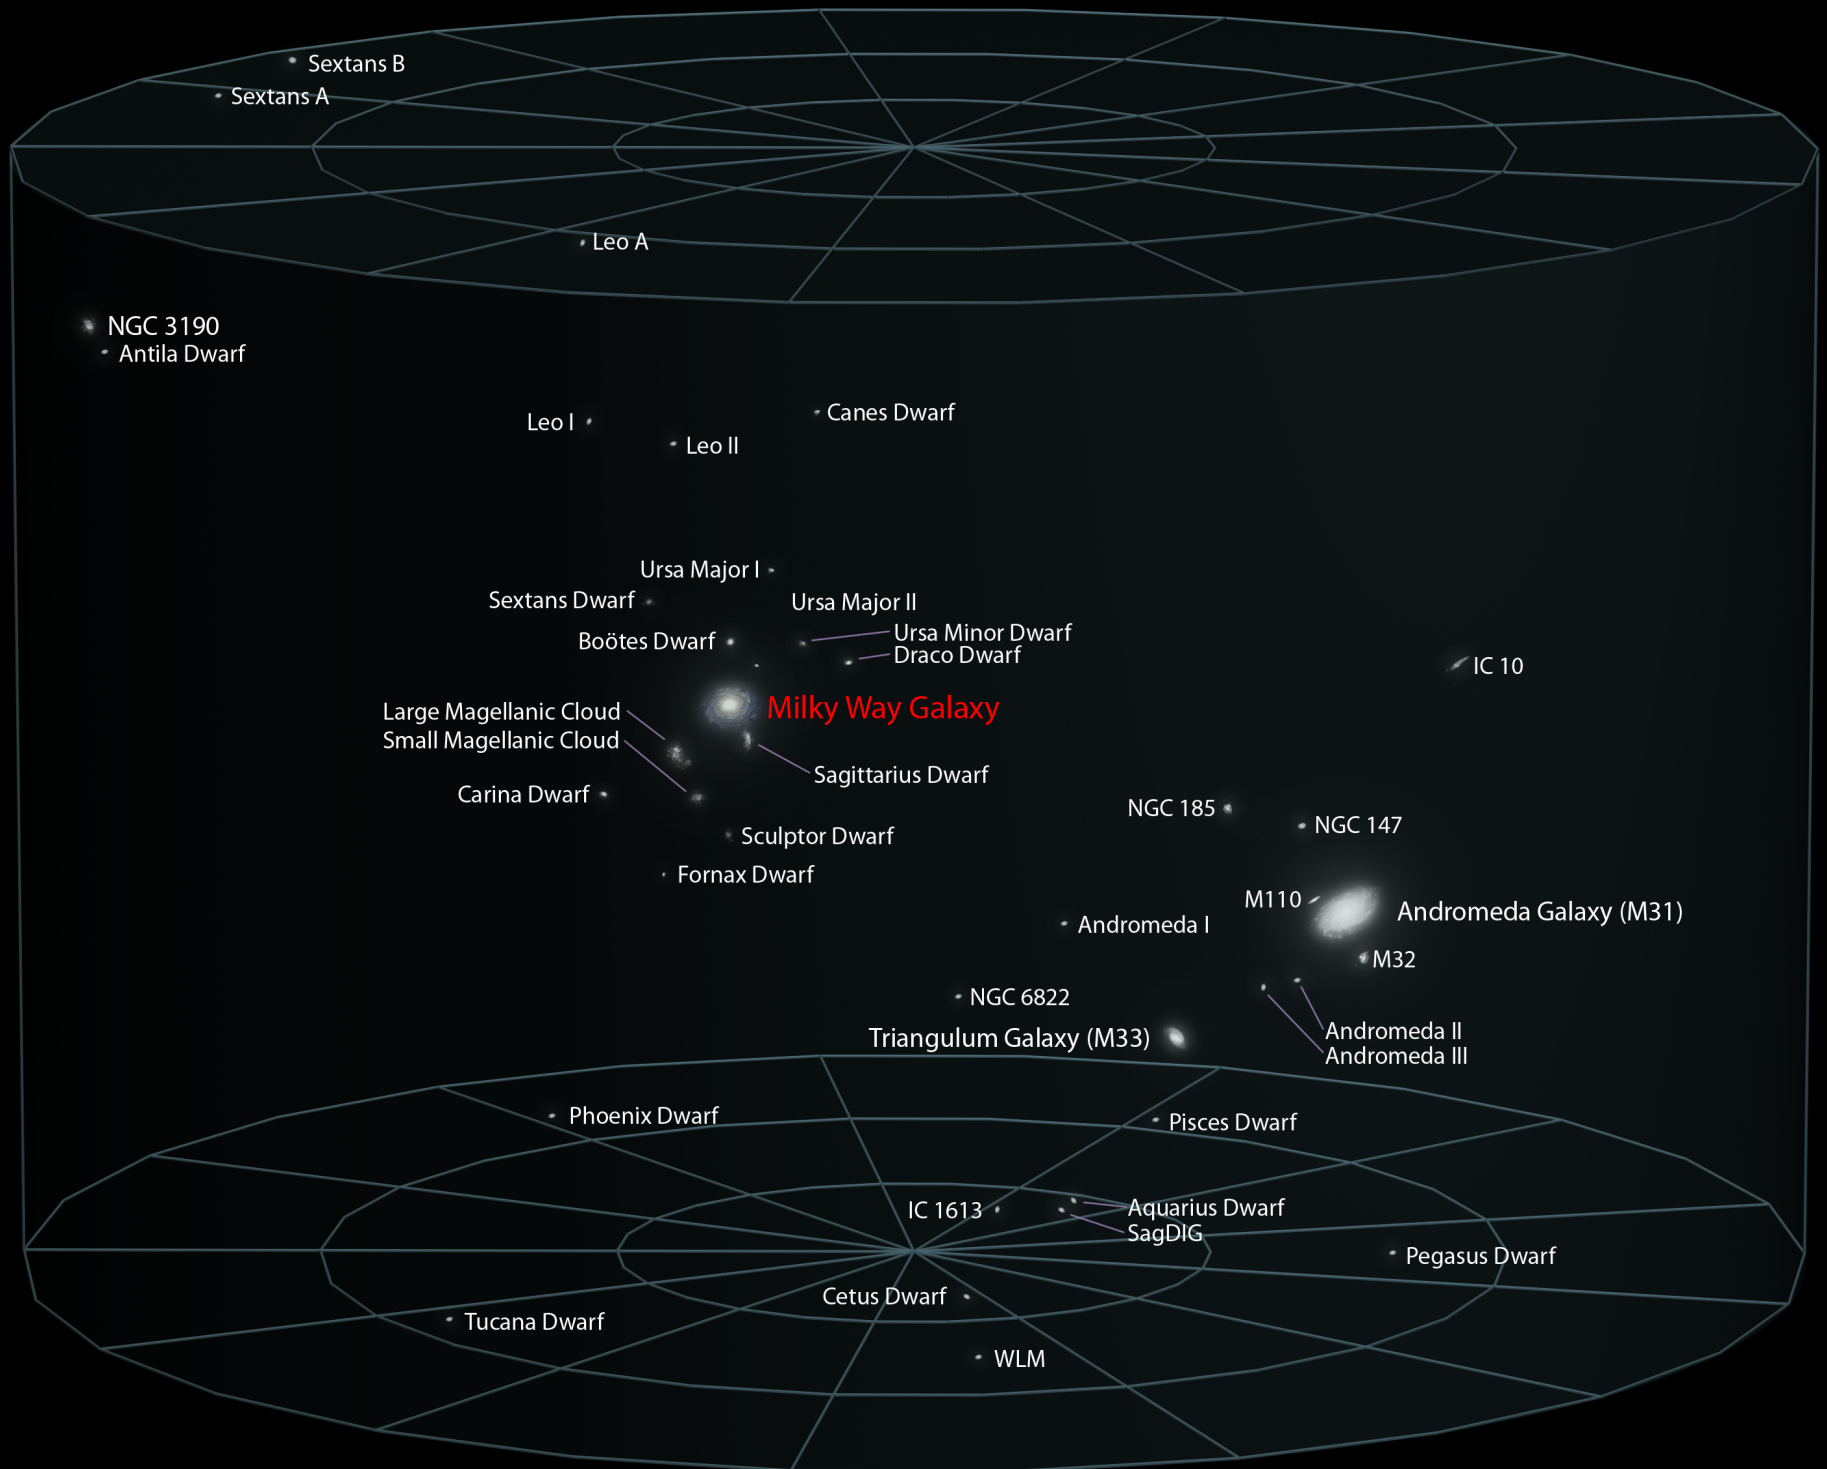 Sextans B
Sextans A
Leo A
NGC 3190
Antila Dwarf
Canes Dwarf
Leo I
Leo II
Ursa Major I
Sextans Dwarf
Ursa Major II
Ursa Minor Dwarf
Boötes Dwarf
Draco Dwarf
IC 10
Milky Way Galaxy
Large Magellanic Cloud
Small Magellanic Cloud
Sagittarius Dwarf
Carina Dwarf
NGC 185
NGC 147
Sculptor Dwarf
Fornax Dwarf
M110
Andromeda Galaxy (M31)
Andromeda I
M32
NGC 6822
Andromeda II
Triangulum Galaxy (M33)
Andromeda III
Phoenix Dwarf
Pisces Dwarf
IC 1613
Aquarius Dwarf
SagDIG
Pegasus Dwarf
Cetus Dwarf
Tucana Dwarf
WLM